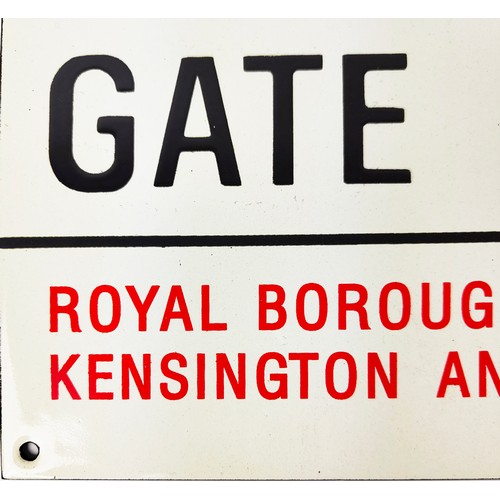 GATE
ROYAL BOROUG
KENSINGTON AN